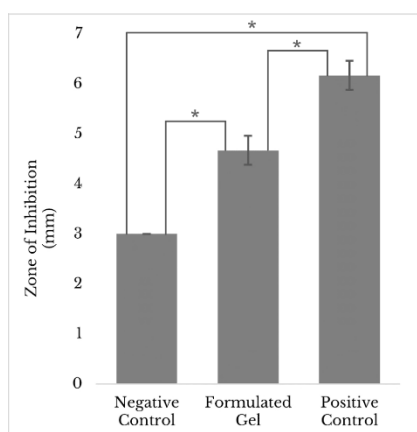 *
7
*
6
5
*
4
3
2
1
0
Zone of Inhibition
(mm)
Negative
Control
Formulated
Gel
Positive
Control